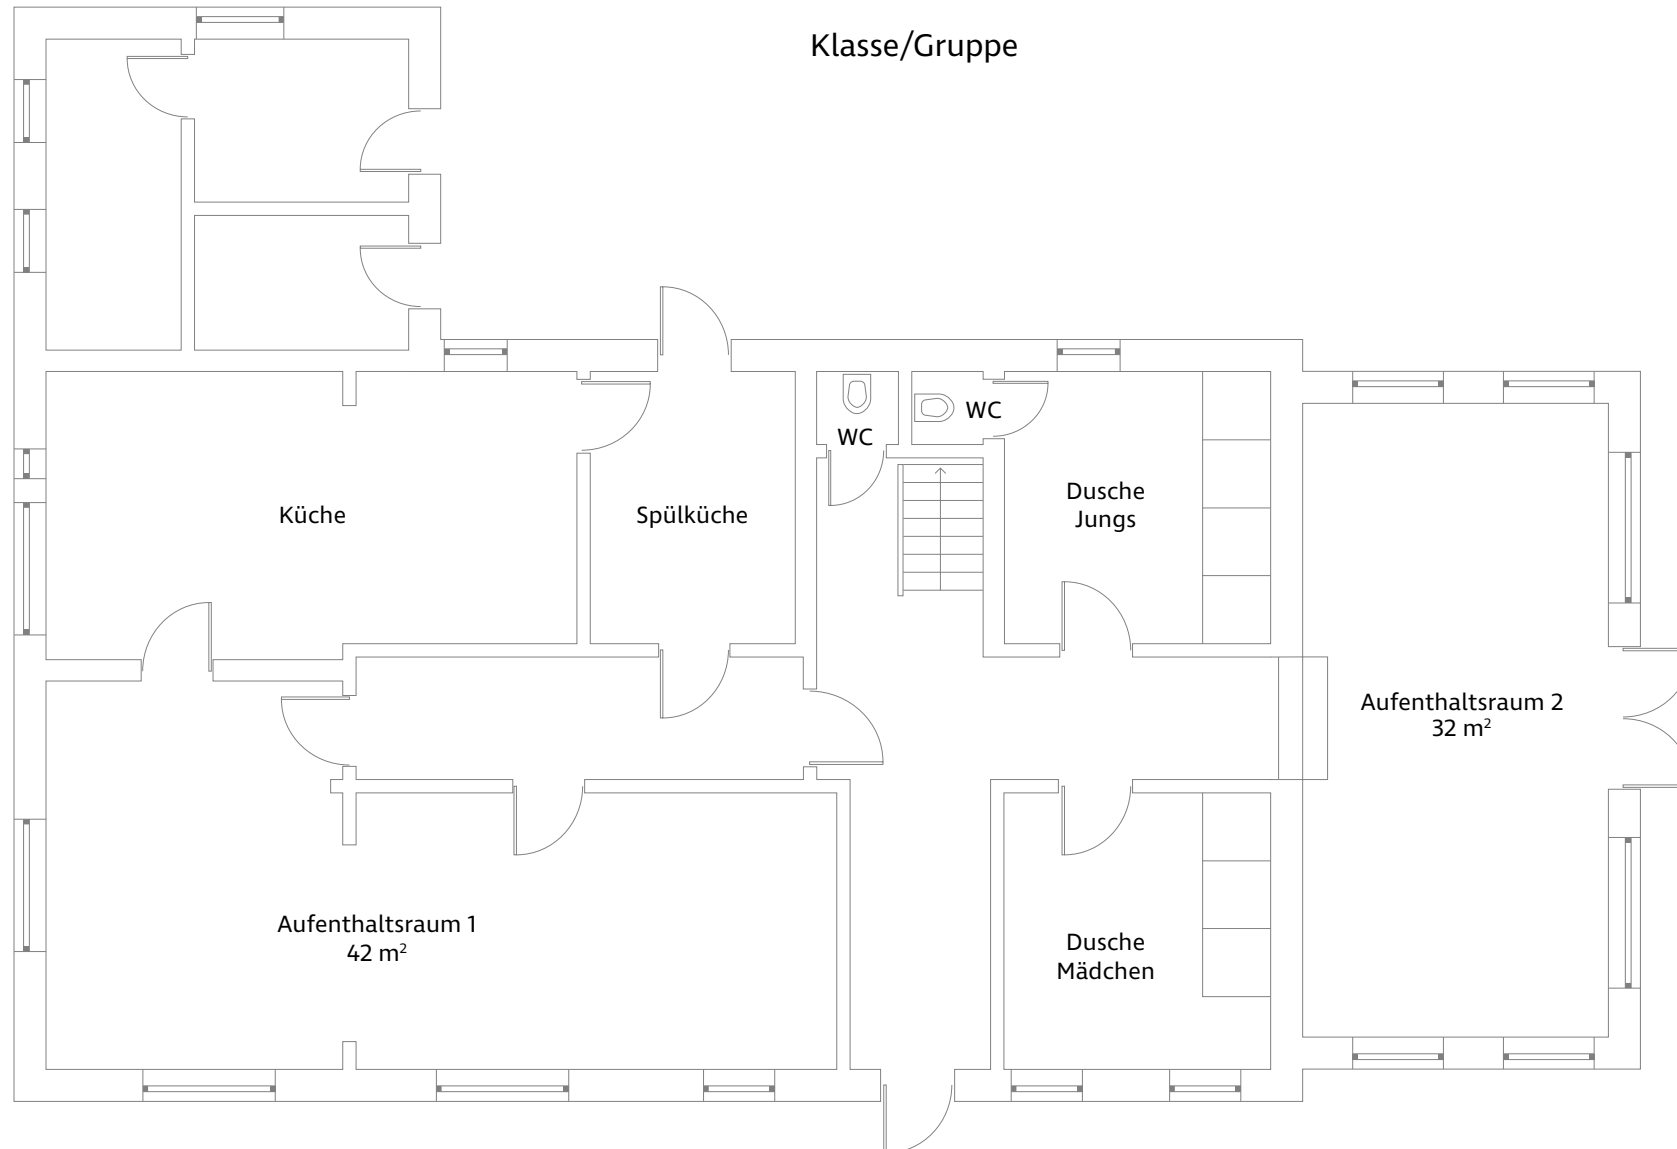 Klasse/Gruppe
WC
WC
Küche
Spülküche
Dusche
Jungs
Aufenthaltsraum 2
32 m²
Aufenthaltsraum 1
42 m²
Dusche
Mädchen